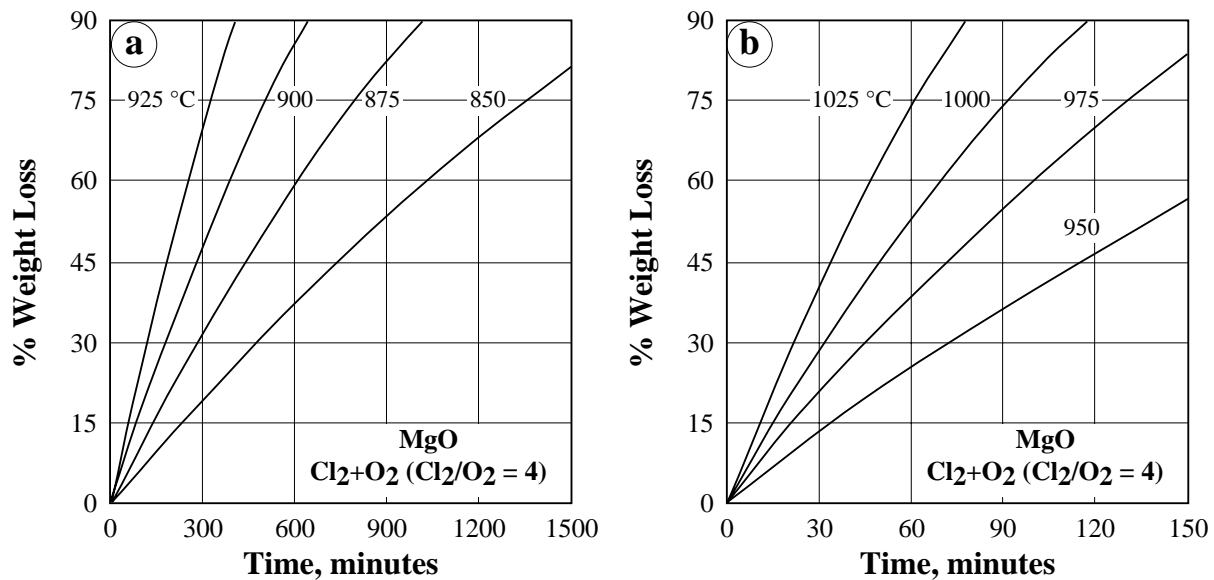 a
% Weight Loss
90
75
60
45
30
15
0
925 °C
900
875
850
MgO
Cl2+O2 (Cl2/O2 = 4)
0 300 600 900 1200 1500
Time, minutes
b
% Weight Loss
90
75
60
45
30
15
0
1025 °C
1000
975
950
MgO
Cl2+O2 (Cl2/O2 = 4)
0 30 60 90 120 150
Time, minutes